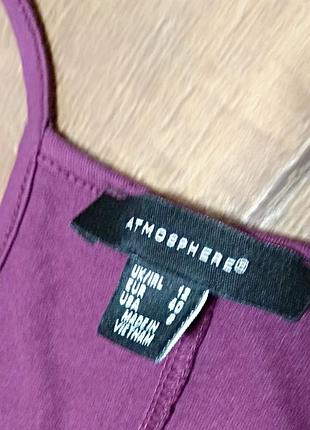 ATMOSPHERE®
UK/IRL 12
EUR 40
USA 8
MADE IN
VIETNAM